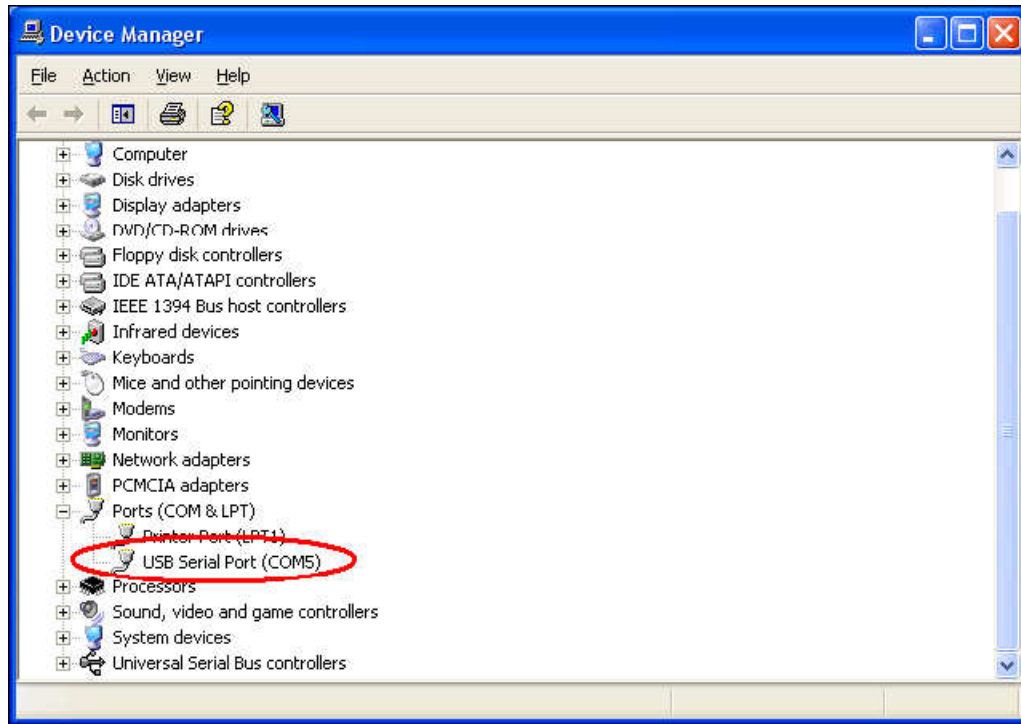 Device Manager
File Action View Help
Computer
Disk drives
Display adapters
DVD/CD-ROM drives
Floppy disk controllers
IDE ATA/ATAPI controllers
IEEE 1394 Bus host controllers
Infrared devices
Keyboards
Mice and other pointing devices
Modems
Monitors
Network adapters
PCMCIA adapters
Ports (COM & LPT)
Printer Port (LPT1)
USB Serial Port (COM5)
Processors
Sound, video and game controllers
System devices
Universal Serial Bus controllers